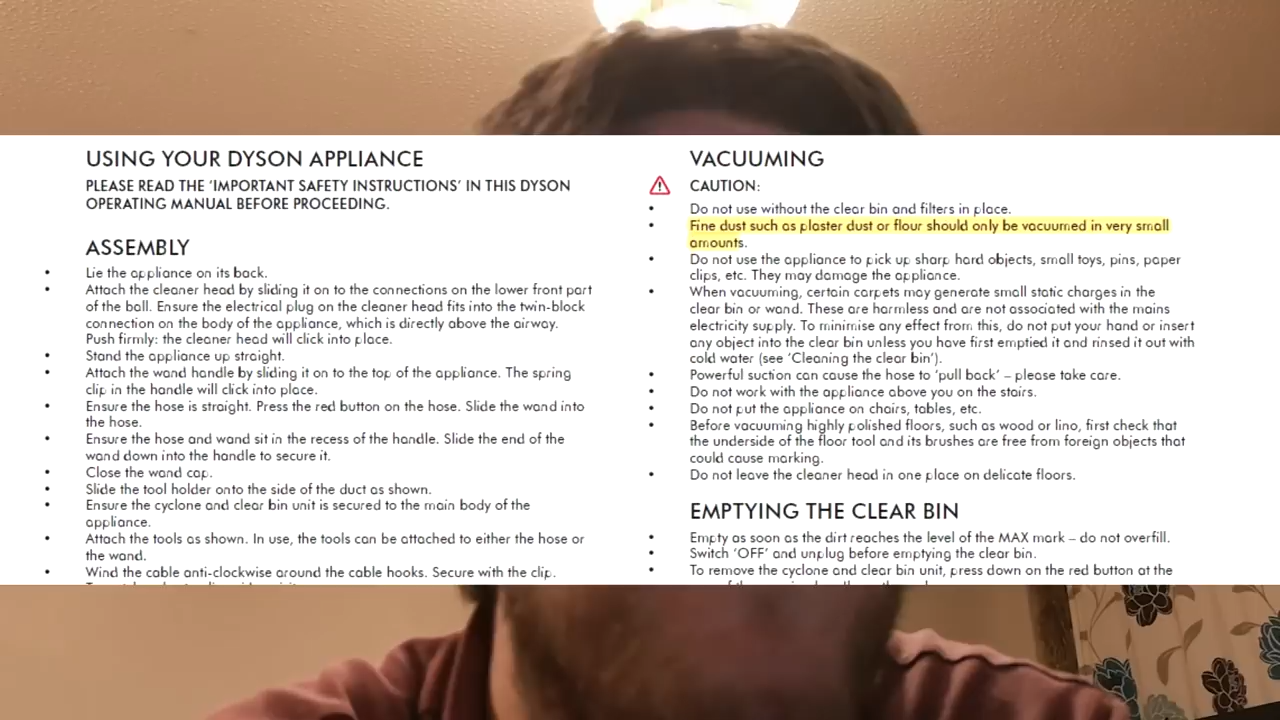 USING YOUR DYSON APPLIANCE
PLEASE READ THE ‘IMPORTANT SAFETY INSTRUCTIONS’ IN THIS DYSON
OPERATING MANUAL BEFORE PROCEEDING.
ASSEMBLY
• Lie the appliance on its back.
• Attach the cleaner head by sliding it on to the connections on the lower front part
of the ball. Ensure the electrical plug on the cleaner head fits into the twin-block
connection on the body of the appliance, which is directly above the airway.
Push firmly: the cleaner head will click into place.
• Stand the appliance up straight.
• Attach the wand handle by sliding it on to the top of the appliance. The spring
clip in the handle will click into place.
• Ensure the hose is straight. Press the red button on the hose. Slide the wand into
the hose.
• Ensure the hose and wand sit in the recess of the handle. Slide the end of the
wand down into the handle to secure it.
• Close the wand cap.
• Slide the tool holder onto the side of the duct as shown.
• Ensure the cyclone and clear bin unit is secured to the main body of the
appliance.
• Attach the tools as shown. In use, the tools can be attached to either the hose or
the wand.
• Wind the cable anti-clockwise around the cable hooks. Secure with the clip.
VACUUMING
CAUTION:
• Do not use without the clear bin and filters in place.
• Fine dust such as plaster dust or flour should only be vacuumed in very small
amounts.
• Do not use the appliance to pick up sharp hard objects, small toys, pins, paper
clips, etc. They may damage the appliance.
• When vacuuming, certain carpets may generate small static charges in the
clear bin or wand. These are harmless and are not associated with the mains
electricity supply. To minimise any effect from this, do not put your hand or insert
any object into the clear bin unless you have first emptied it and rinsed it out with
cold water (see ‘Cleaning the clear bin’).
• Powerful suction can cause the hose to ‘pull back’ – please take care.
• Do not work with the appliance above you on the stairs.
• Do not put the appliance on chairs, tables, etc.
• Before vacuuming highly polished floors, such as wood or lino, first check that
the underside of the floor tool and its brushes are free from foreign objects that
could cause marking.
• Do not leave the cleaner head in one place on delicate floors.
EMPTYING THE CLEAR BIN
• Empty as soon as the dirt reaches the level of the MAX mark – do not overfill.
• Switch ‘OFF’ and unplug before emptying the clear bin.
• To remove the cyclone and clear bin unit, press down on the red button at the